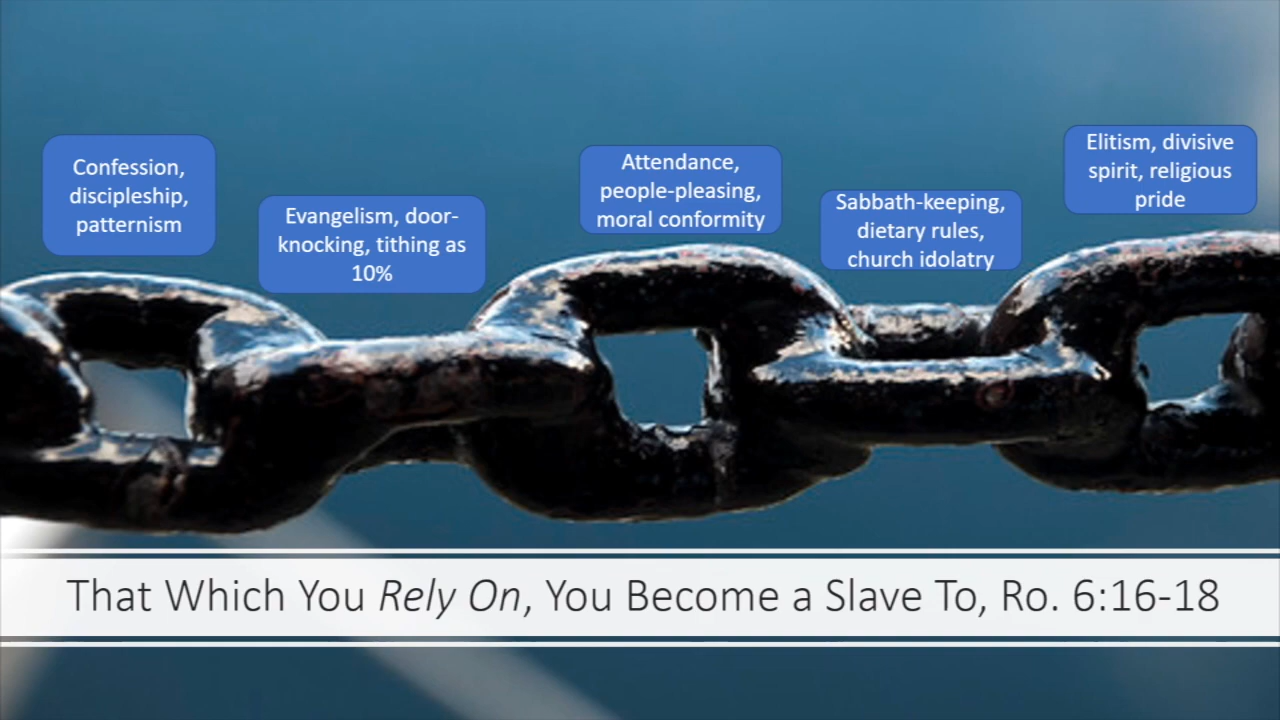 Confession,
discipleship,
patternism
Evangelism, door-
knocking, tithing as
10%
Attendance,
people-pleasing,
moral conformity
Sabbath-keeping,
dietary rules,
church idolatry
Elitism, divisive
spirit, religious
pride
That Which You Rely On, You Become a Slave To, Ro. 6:16-18